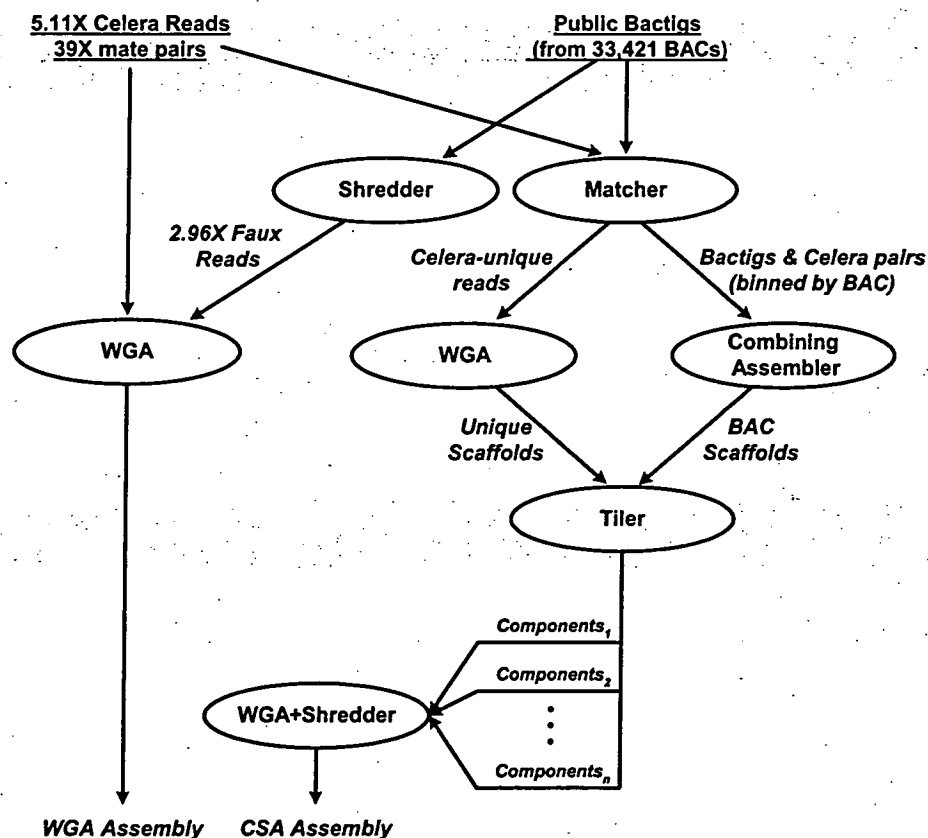 5.11X Celera Reads
39X mate pairs
Public Bactigs
(from 33,421 BACs)
Shredder
Matcher
2.96X Faux
Reads
Celera-unique
reads
Bactigs & Celera pairs
(binned by BAC)
WGA
WGA
Combining
Assembler
Unique
Scaffolds
BAC
Scaffolds
Tiler
Components1
Components2
WGA+Shredder
Componentsn
WGA Assembly
CSA Assembly